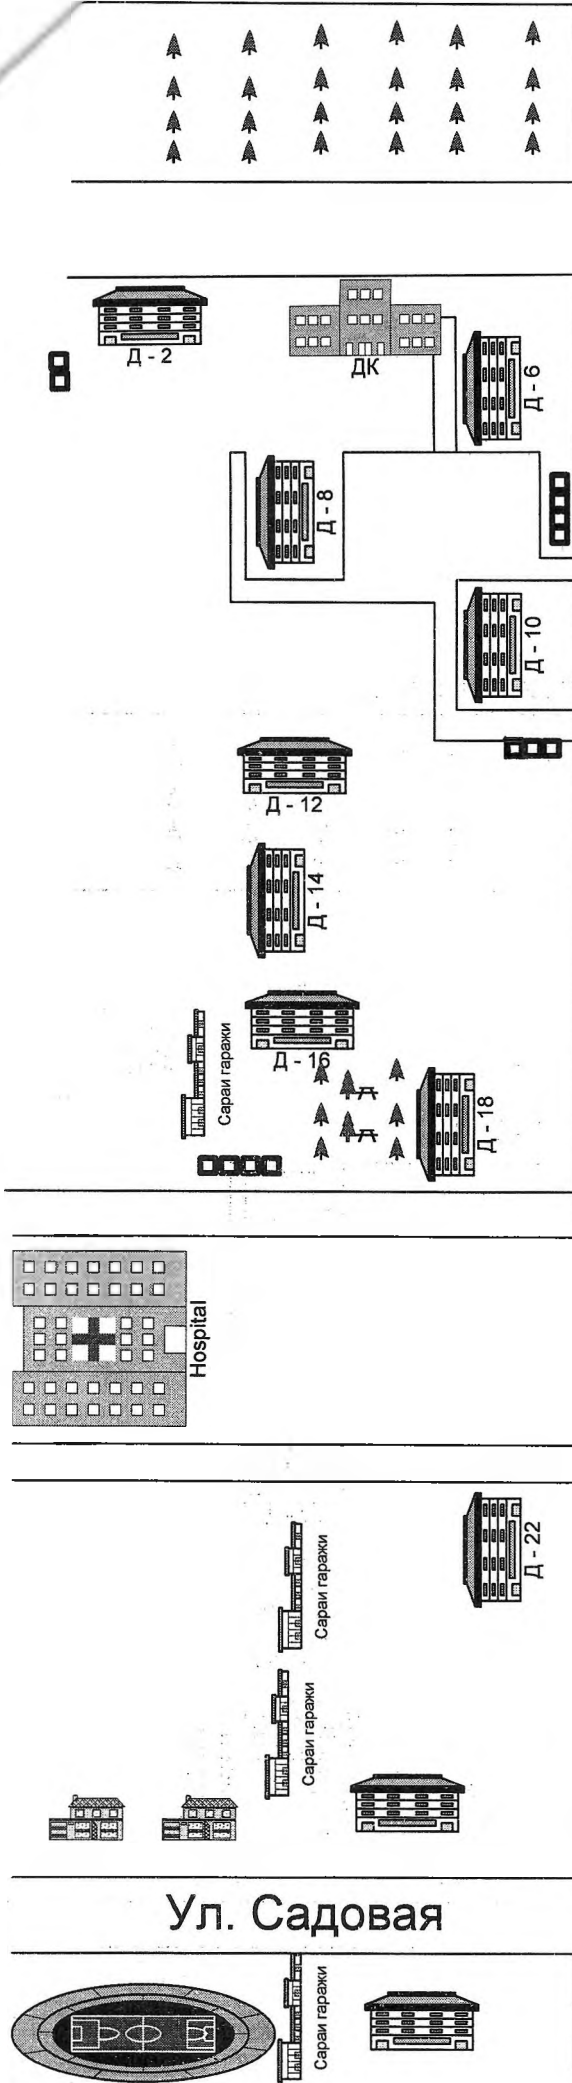 Д - 2
ДК
Д - 6
Д - 8
Д - 10
Д - 12
Д - 14
Д - 16
Сараи гаражи
Д - 18
Hospital
Д - 22
Сараи гаражи
Сараи гаражи
Ул. Садовая
Сараи гаражи